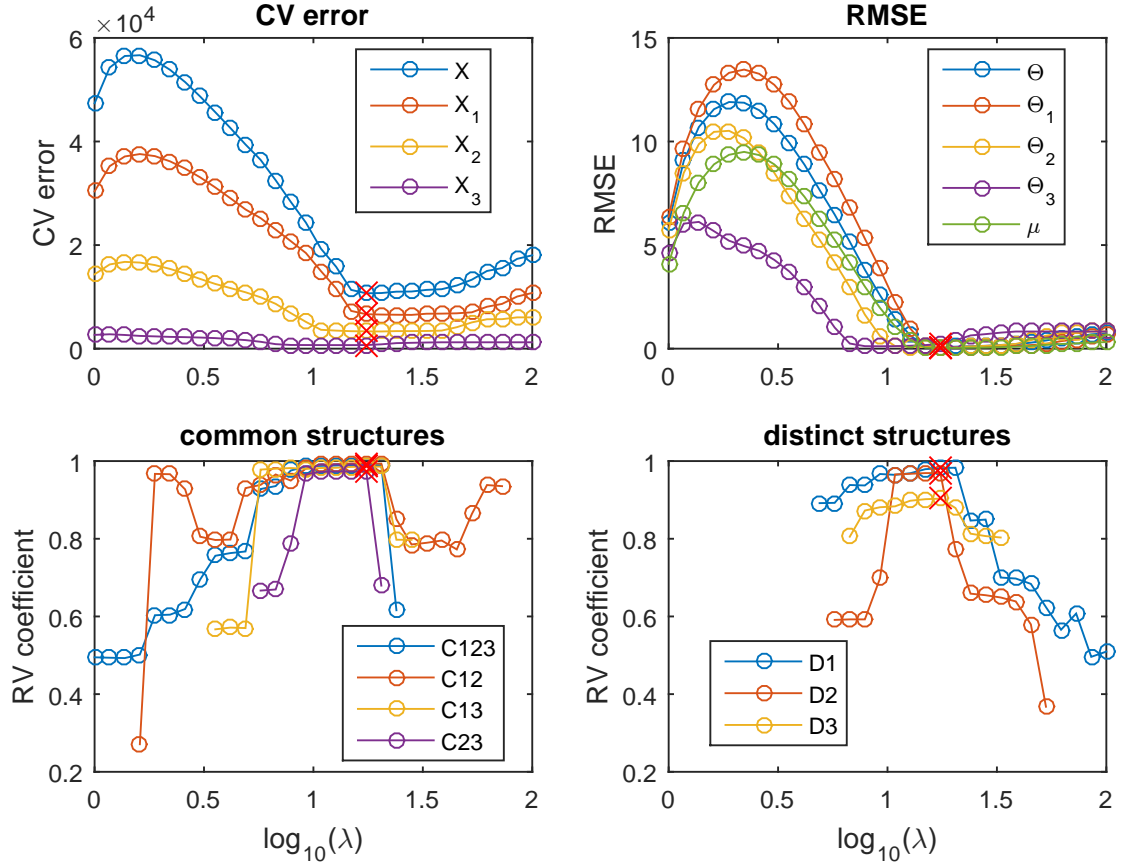 CV error
×10⁴
CV error
6
4
2
0
0
0.5
1
1.5
2
X
X₁
X₂
X₃
RMSE
RMSE
15
10
5
0
0
0.5
1
1.5
2
Θ
Θ₁
Θ₂
Θ₃
μ
common structures
RV coefficient
1
0.8
0.6
0.4
0.2
0
0.5
1
1.5
2
log₁₀(λ)
C123
C12
C13
C23
distinct structures
RV coefficient
1
0.8
0.6
0.4
0.2
0
0.5
1
1.5
2
log₁₀(λ)
D1
D2
D3